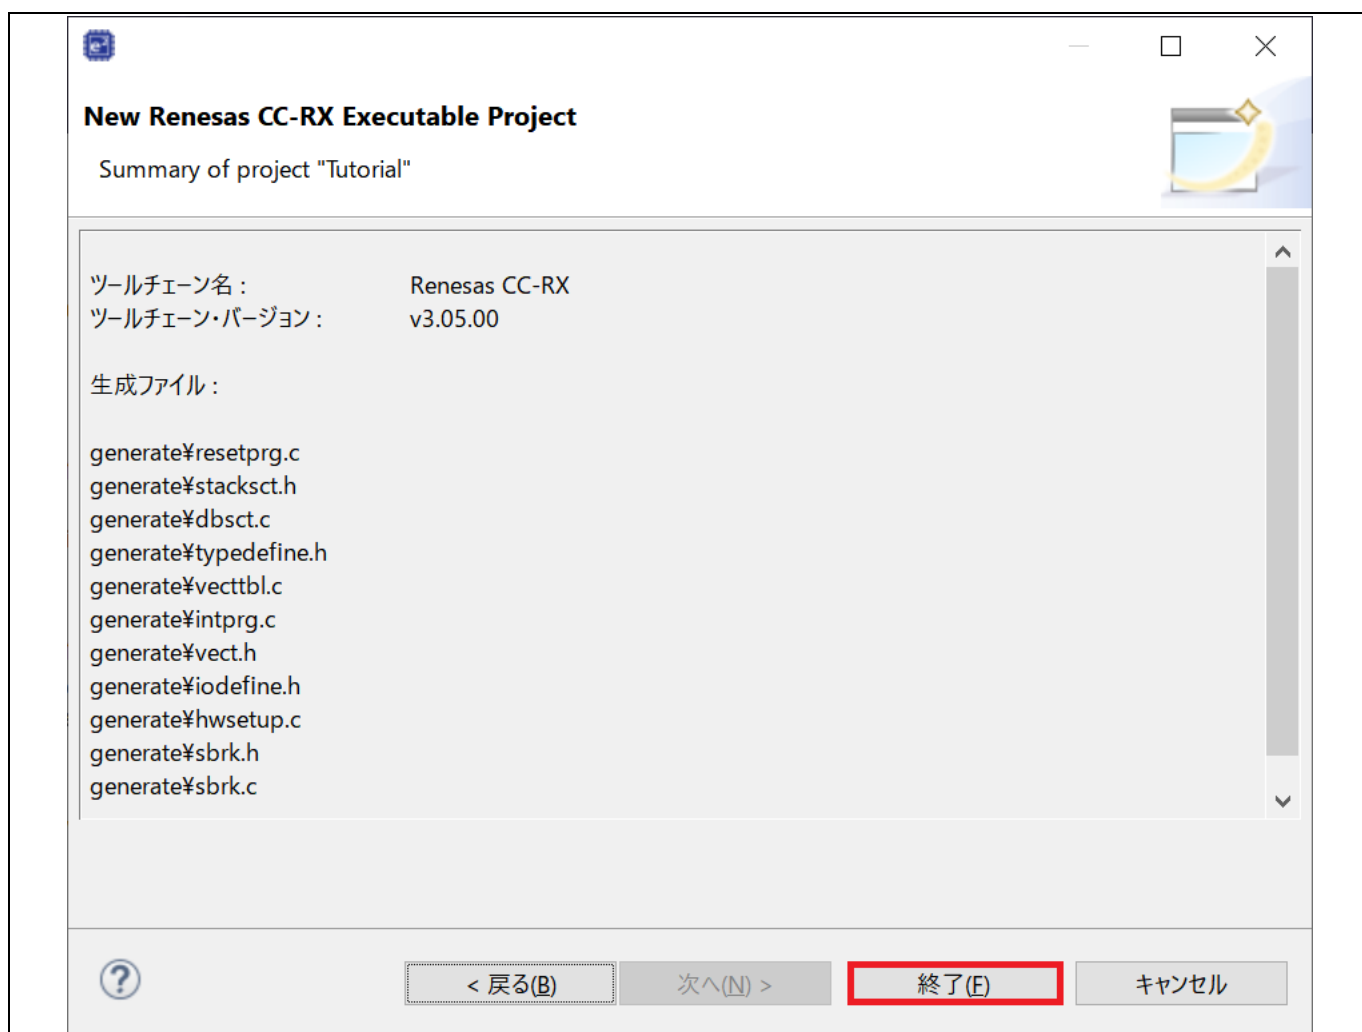 e²
New Renesas CC-RX Executable Project
Summary of project "Tutorial"
ツールチェーン名 : Renesas CC-RX
ツールチェーン・バージョン : v3.05.00
生成ファイル :
generate¥resetprg.c
generate¥stacksct.h
generate¥dbsct.c
generate¥typedefine.h
generate¥vecttbl.c
generate¥intprg.c
generate¥vect.h
generate¥iodefine.h
generate¥hwsetup.c
generate¥sbrk.h
generate¥sbrk.c
?
< 戻る(B) 次へ(N) > 終了(F) キャンセル